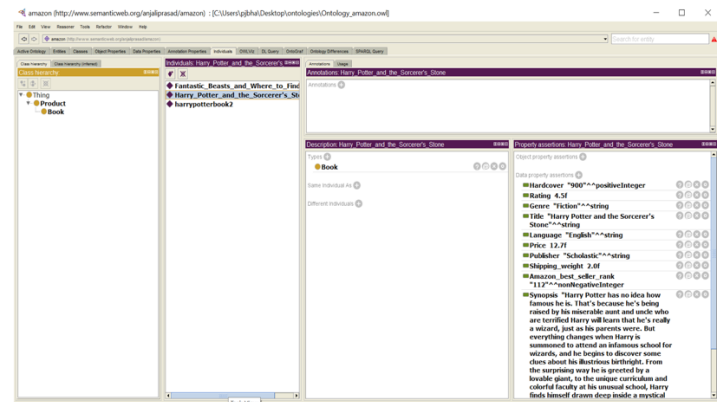 amazon (http://www.semanticweb.org/anjaliprasad/amazon) : [C:\Users\pjbha\Desktop\ontologies\Ontology_amazon.owl]
File Edit View Reasoner Tools Refactor Window Help
amazon (http://www.semanticweb.org/anjaliprasad/amazon)
Search for entity
Active Ontology Entities Classes Object Properties Data Properties Annotation Properties Individuals OWLViz DL Query OntoGraf Ontology Differences SPARQL Query
Class hierarchy Class hierarchy (inferred)
Class hierarchy
Thing
Product
Book
Individuals: Harry_Potter_and_the_Sorcerer's
Fantastic_Beasts_and_Where_to_Find
Harry_Potter_and_the_Sorcerer's_Sto
harrypotterbook2
Annotations Usage
Annotations: Harry_Potter_and_the_Sorcerer's_Stone
Annotations
Description: Harry_Potter_and_the_Sorcerer's_Stone
Types
Book
Same Individual As
Different Individuals
Property assertions: Harry_Potter_and_the_Sorcerer's_Stone
Object property assertions
Data property assertions
Hardcover "900"^^positiveInteger
Rating 4.5f
Genre "Fiction"^^string
Title "Harry Potter and the Sorcerer's
Stone"^^string
Language "English"^^string
Price 12.7f
Publisher "Scholastic"^^string
Shipping_weight 2.0f
Amazon_best_seller_rank
"112"^^nonNegativeInteger
Synopsis "Harry Potter has no idea how
famous he is. That's because he's being
raised by his miserable aunt and uncle who
are terrified Harry will learn that he's really
a wizard, just as his parents were. But
everything changes when Harry is
summoned to attend an infamous school for
wizards, and he begins to discover some
clues about his illustrious birthright. From
the surprising way he is greeted by a
lovable giant, to the unique curriculum and
colorful faculty at his unusual school, Harry
finds himself drawn deep inside a mystical